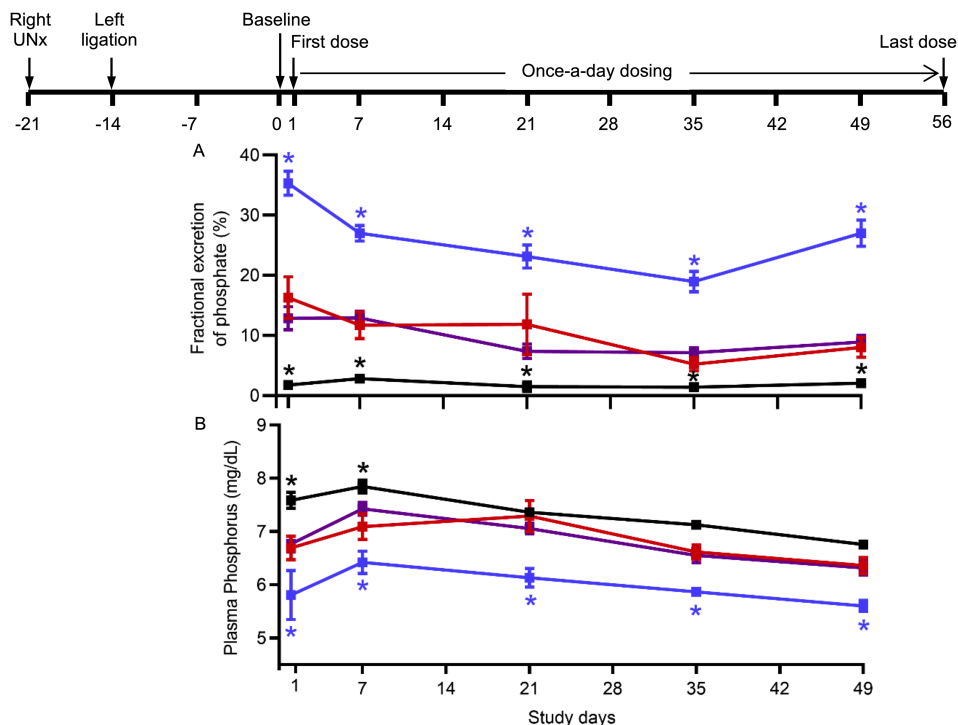 Right UNx
Left ligation
Baseline
First dose
Last dose
Once-a-day dosing
-21 -14 -7 0 1 7 14 21 28 35 42 49 56
A
40
30
20
10
0
Fractional excretion of phosphate (%)
* * * * *
* * * * *
B
9
8
7
6
5
Plasma Phosphorus (mg/dL)
* *
* * * * *
1 7 14 21 28 35 42 49
Study days